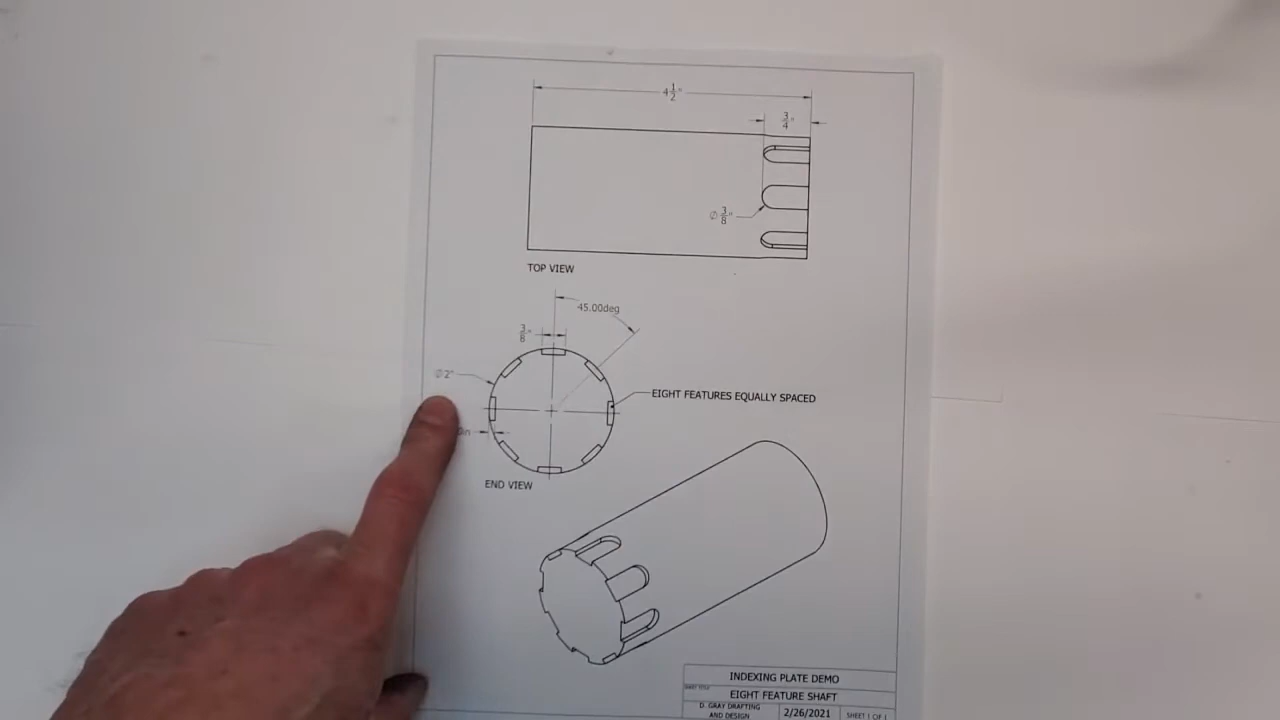 4 1/2"
3/4"
Ø 3/8"
TOP VIEW
45.00deg
3/8"
Ø2"
EIGHT FEATURES EQUALLY SPACED
END VIEW
INDEXING PLATE DEMO
PART TITLE
EIGHT FEATURE SHAFT
D. GRAY DRAFTING
AND DESIGN
2/26/2021
SHEET 1 OF 1